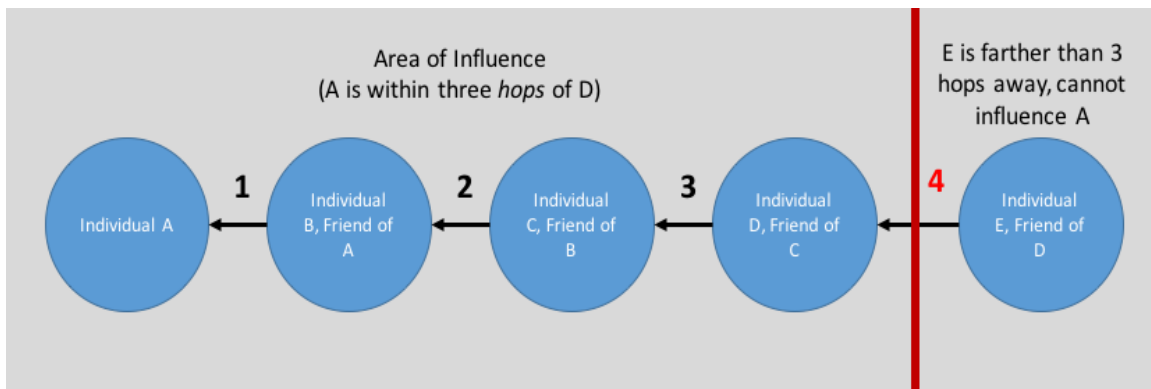 Area of Influence
(A is within three hops of D)
E is farther than 3
hops away, cannot
influence A
1
2
3
4
Individual A
Individual
B, Friend of
A
Individual
C, Friend of
B
Individual
D, Friend of
C
Individual
E, Friend of
D